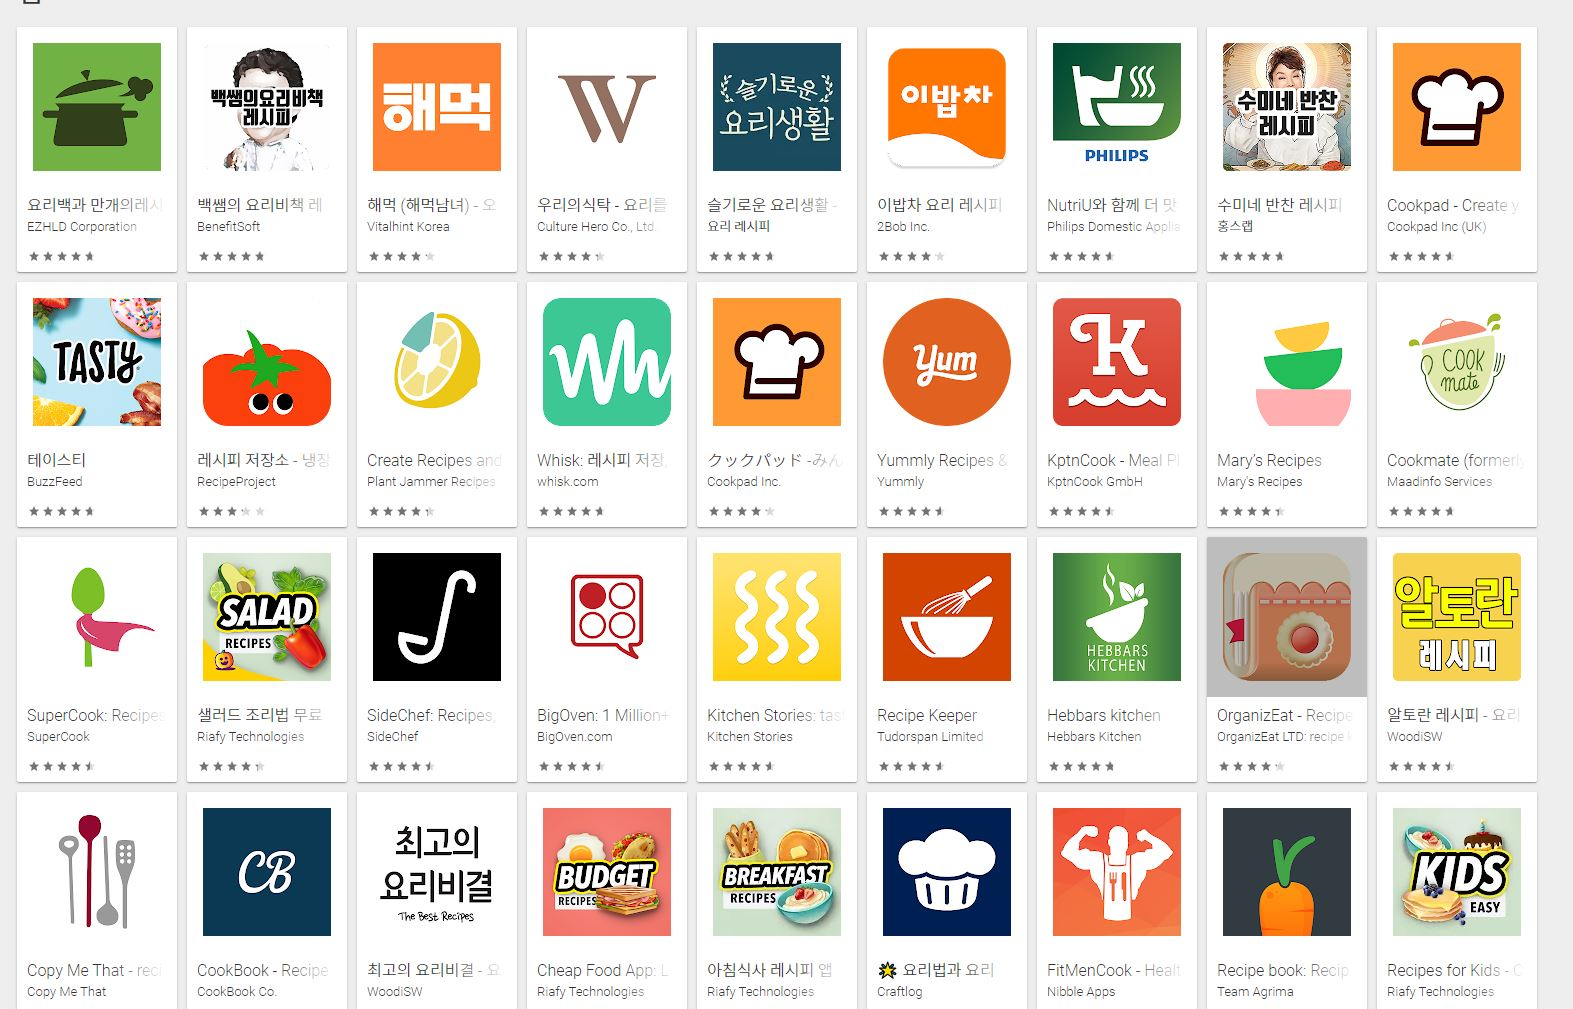 백쌤의요리비책
레시피
해먹
W
슬기로운
요리생활
이밥차
PHILIPS
수미네 반찬
레시피
요리백과 만개의레시
EZHLD Corporation
백쌤의 요리비책 레
BenefitSoft
해먹 (해먹남녀) - 오
Vitalhint Korea
우리의식탁 - 요리를
Culture Hero Co., Ltd.
슬기로운 요리생활 -
요리 레시피
이밥차 요리 레시피
2Bob Inc.
NutriU와 함께 더 맛
Philips Domestic Applia
수미네 반찬 레시피
홍스랩
Cookpad - Create y
Cookpad Inc (UK)
TASTY
Yum
K
COOK
mate
테이스티
BuzzFeed
레시피 저장소 - 냉장
RecipeProject
Create Recipes and
Plant Jammer Recipes
Whisk: 레시피 저장,
whisk.com
クックパッド -みん
Cookpad Inc.
Yummly Recipes &
Yummly
KptnCook - Meal Pl
KptnCook GmbH
Mary's Recipes
Mary's Recipes
Cookmate (formerly
Maadinfo Services
SALAD
RECIPES
HEBBARS
KITCHEN
알토란
레시피
SuperCook: Recipes
SuperCook
샐러드 조리법 무료
Riafy Technologies
SideChef: Recipes,
SideChef
BigOven: 1 Million+
BigOven.com
Kitchen Stories: tast
Kitchen Stories
Recipe Keeper
Tudorspan Limited
Hebbars kitchen
Hebbars Kitchen
OrganizEat - Recipe
OrganizEat LTD: recipe k
알토란 레시피 - 요리
WoodiSW
CB
최고의
요리비결
The Best Recipes
BUDGET
RECIPES
BREAKFAST
RECIPES
KIDS
EASY
Copy Me That - reci
Copy Me That
CookBook - Recipe
CookBook Co.
최고의 요리비결 - 요
WoodiSW
Cheap Food App: L
Riafy Technologies
아침식사 레시피 앱
Riafy Technologies
요리법과 요리
Craftlog
FitMenCook - Healt
Nibble Apps
Recipe book: Recip
Team Agrima
Recipes for Kids - C
Riafy Technologies